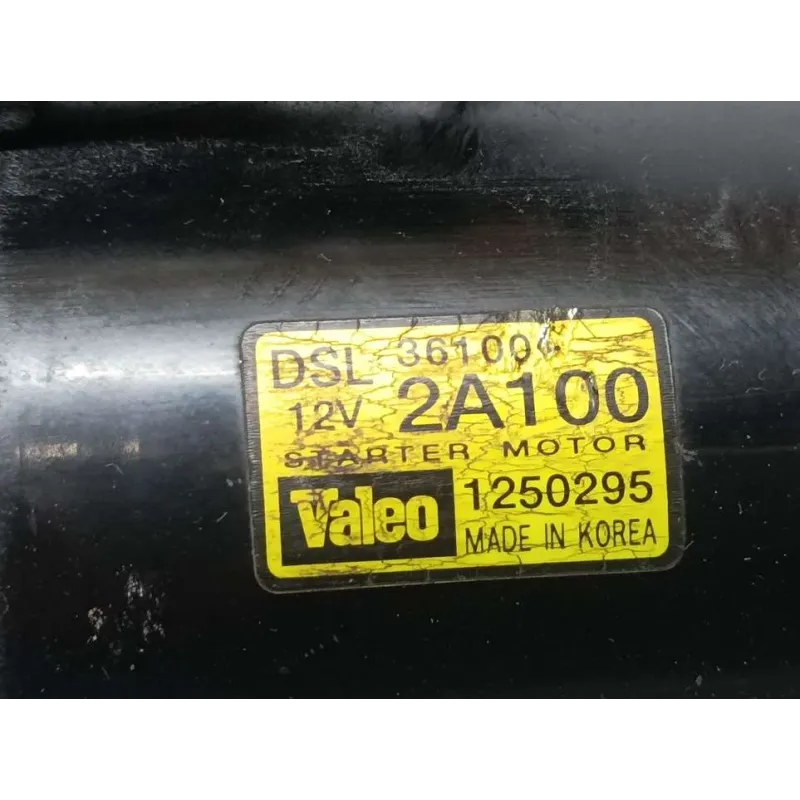 DSL 36100
12V 2A100
STARTER MOTOR
Valeo 1250295
MADE IN KOREA